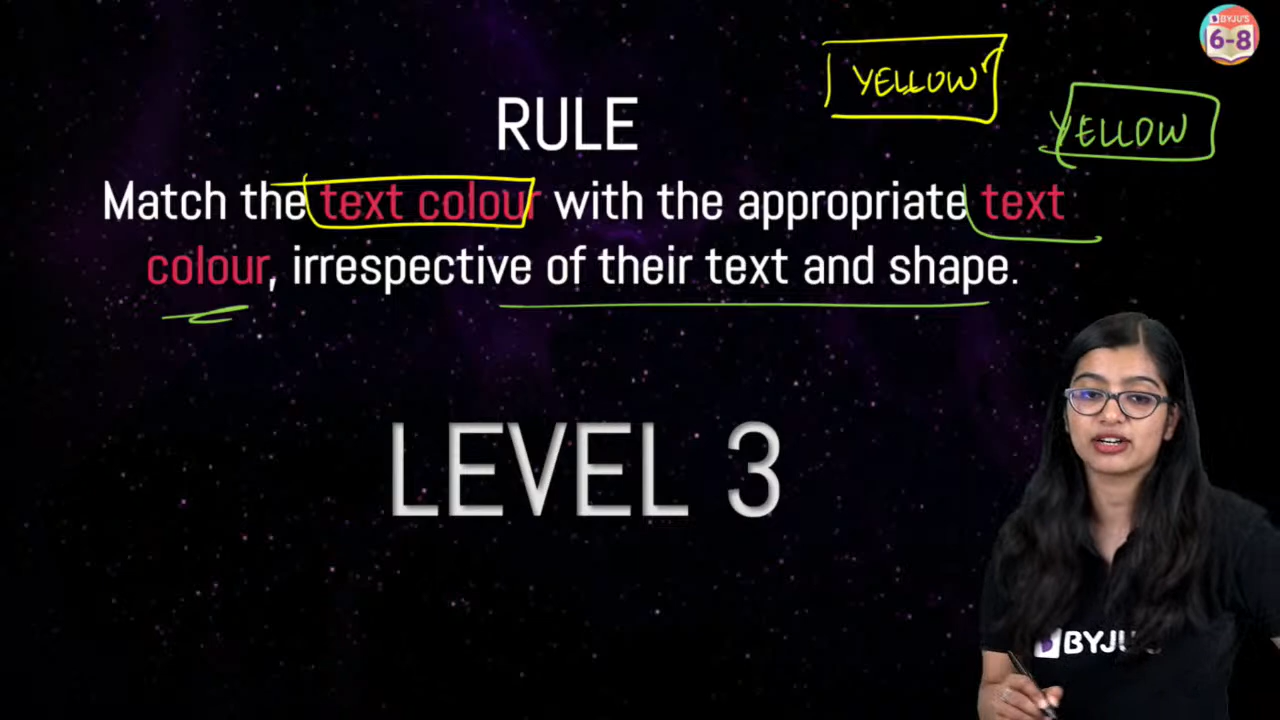 BYJU'S
6-8
YELLOW
YELLOW
RULE
Match the text colour with the appropriate text
colour, irrespective of their text and shape.
LEVEL 3
BYJU'S